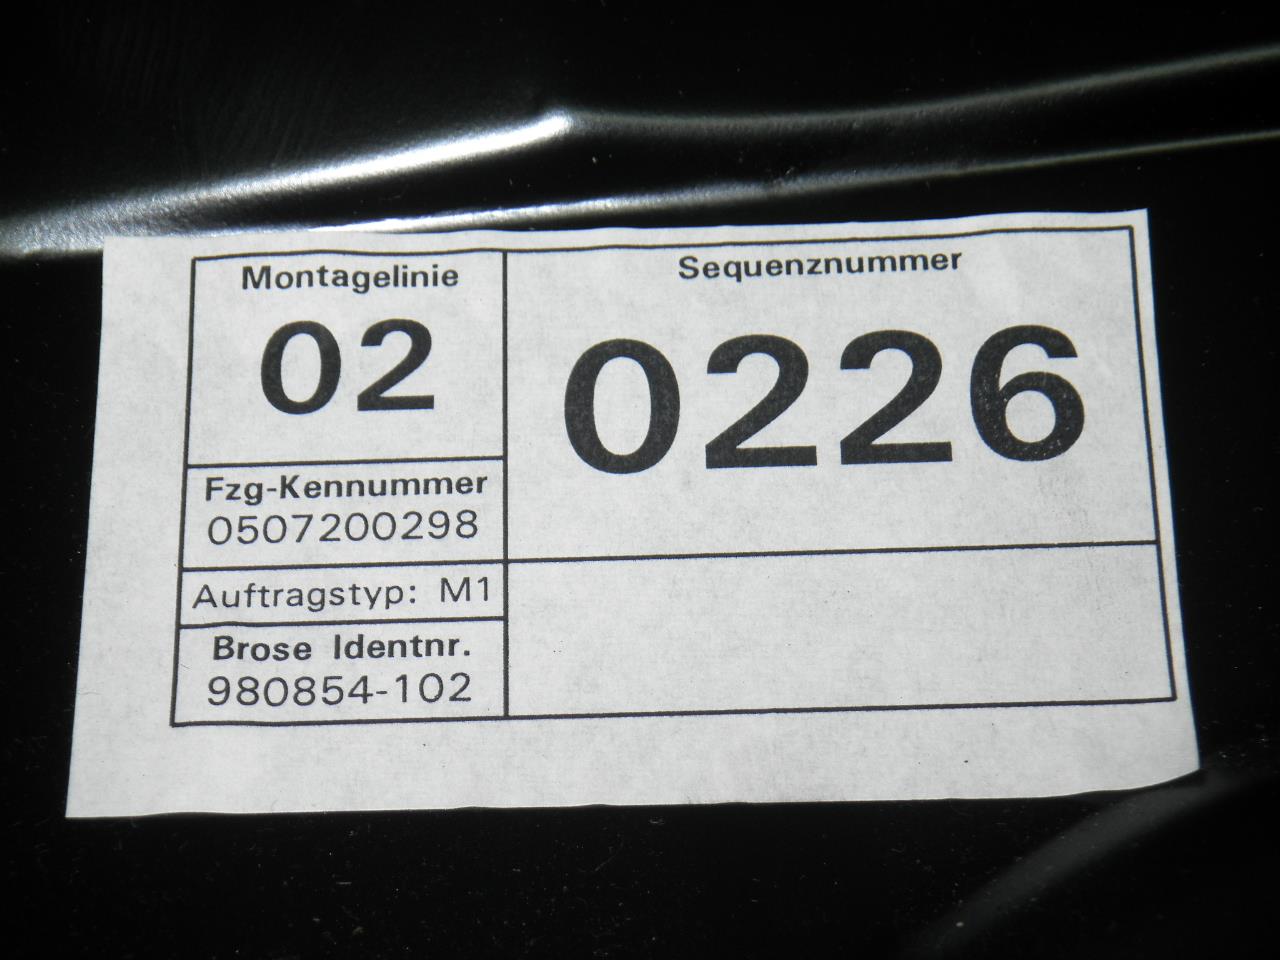 Montagelinie
02
Sequenznummer
0226
Fzg-Kennummer
0507200298
Auftragstyp: M1
Brose Identnr.
980854-102